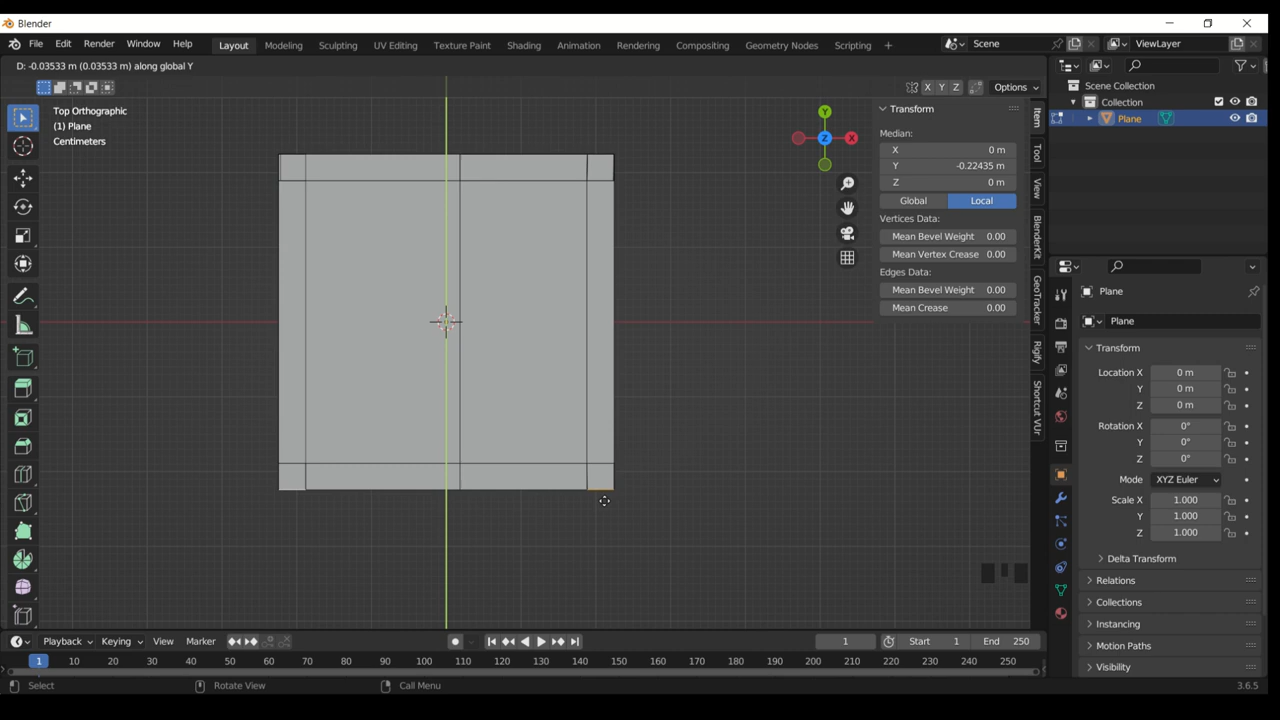 Blender
File Edit Render Window Help
Layout Modeling Sculpting UV Editing Texture Paint Shading Animation Rendering Compositing Geometry Nodes Scripting + Scene ViewLayer
D: -0.03533 m (0.03533 m) along global Y
X Y Z Options
Top Orthographic
(1) Plane
Centimeters
Y
X
Z
Transform
Median:
X 0 m
Y -0.22435 m
Z 0 m
Global Local
Vertices Data:
Mean Bevel Weight 0.00
Mean Vertex Crease 0.00
Edges Data:
Mean Bevel Weight 0.00
Mean Crease 0.00
Item
Tool
View
BlenderKit
GeoTracker
Rigify
Shortcut VUr
Scene Collection
Collection
Plane
Plane
Plane
Transform
Location X 0 m
Y 0 m
Z 0 m
Rotation X 0°
Y 0°
Z 0°
Mode XYZ Euler
Scale X 1.000
Y 1.000
Z 1.000
Delta Transform
Relations
Collections
Instancing
Motion Paths
Visibility
Playback Keying View Marker 1 Start 1 End 250
1 10 20 30 40 50 60 70 80 90 100 110 120 130 140 150 160 170 180 190 200 210 220 230 240 250
Select Rotate View Call Menu 3.6.5